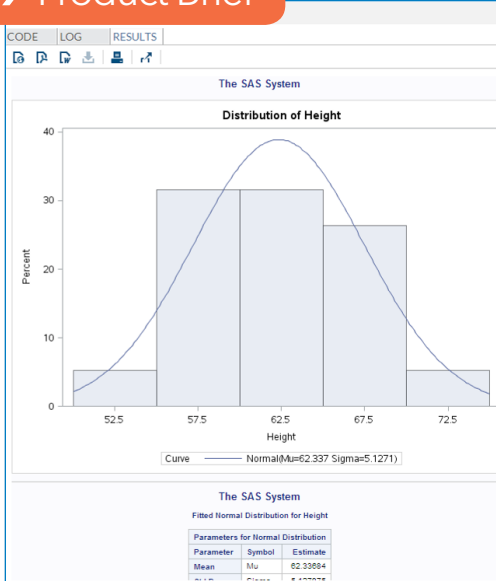 Product Brief
CODE LOG RESULTS
The SAS System
Distribution of Height
40
30
20
10
0
Percent
52.5 57.5 62.5 67.5 72.5
Height
Curve Normal(Mu=62.337 Sigma=5.1271)
The SAS System
Fitted Normal Distribution for Height
Parameters for Normal Distribution
Parameter Symbol Estimate
Mean Mu 62.33684
Sigma